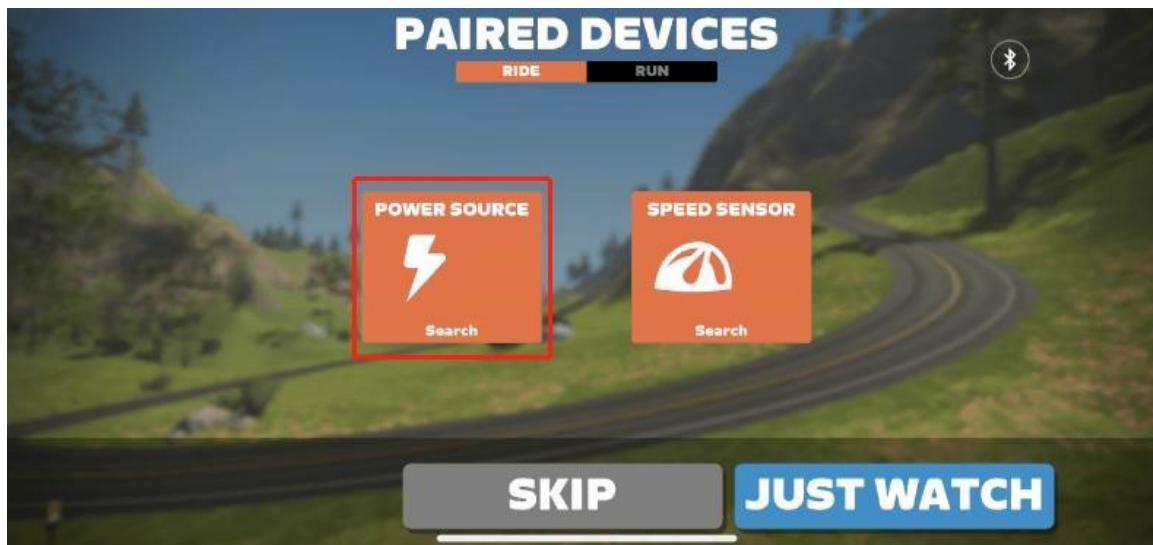 PAIRED DEVICES
RIDE RUN
POWER SOURCE
Search
SPEED SENSOR
Search
SKIP
JUST WATCH